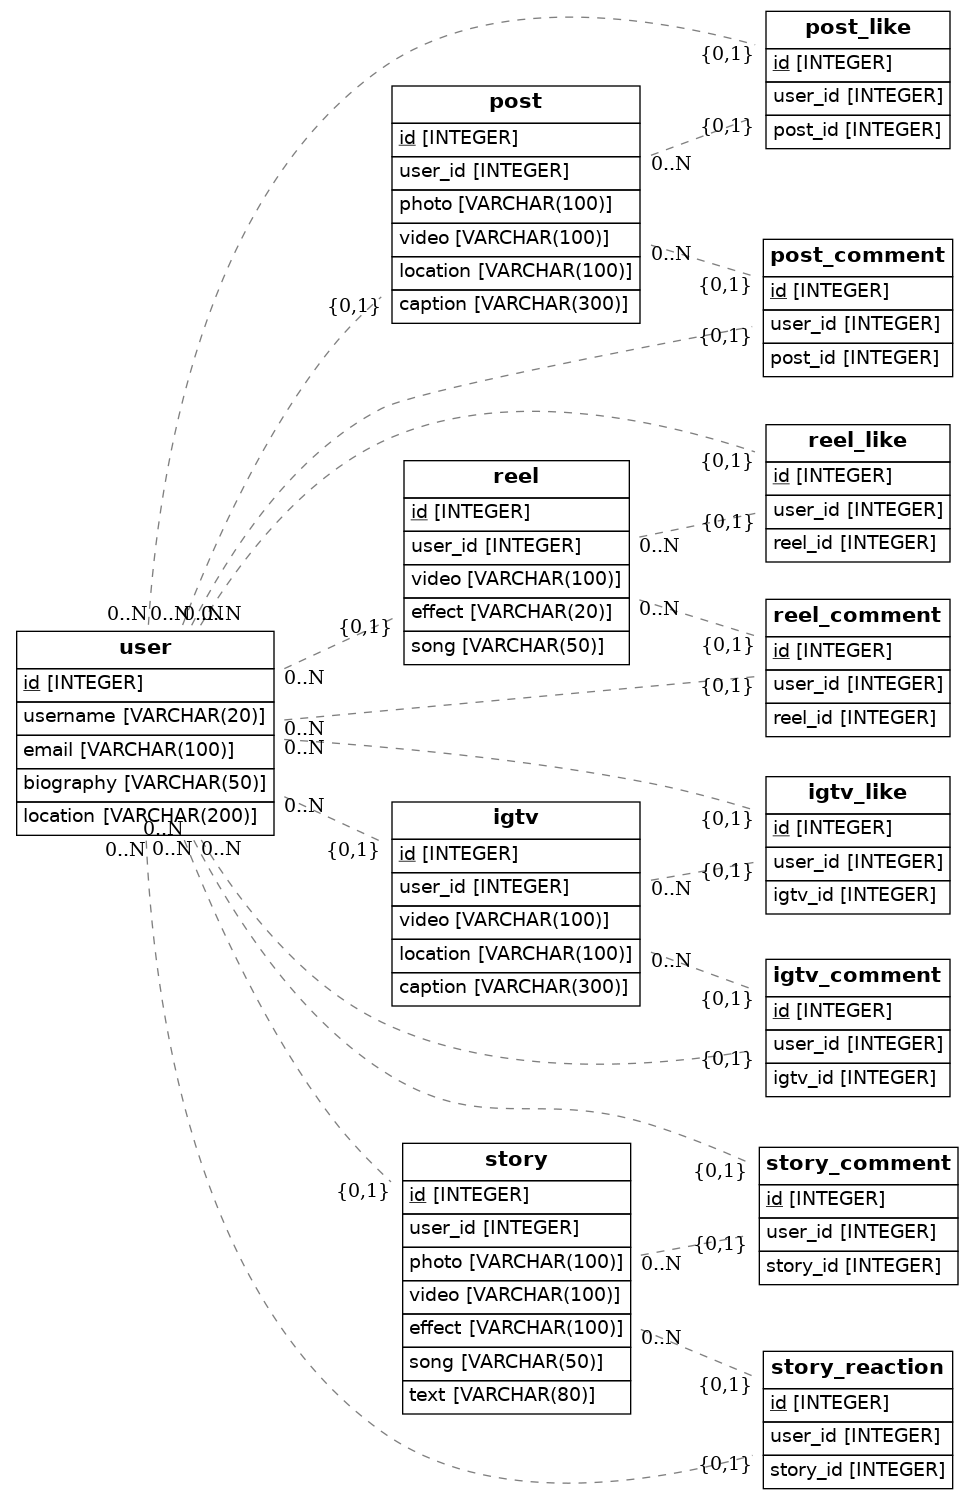 post_like
id [INTEGER]
user_id [INTEGER]
post_id [INTEGER]
{0,1}
{0,1}
post
id [INTEGER]
user_id [INTEGER]
photo [VARCHAR(100)]
video [VARCHAR(100)]
location [VARCHAR(100)]
caption [VARCHAR(300)]
{0,1}
0..N
0..N
post_comment
id [INTEGER]
user_id [INTEGER]
post_id [INTEGER]
{0,1}
{0,1}
reel_like
id [INTEGER]
user_id [INTEGER]
reel_id [INTEGER]
{0,1}
{0,1}
reel
id [INTEGER]
user_id [INTEGER]
video [VARCHAR(100)]
effect [VARCHAR(20)]
song [VARCHAR(50)]
{0,1}
0..N
0..N
reel_comment
id [INTEGER]
user_id [INTEGER]
reel_id [INTEGER]
{0,1}
{0,1}
0..N
0..N
0..N
0..N
user
id [INTEGER]
username [VARCHAR(20)]
email [VARCHAR(100)]
biography [VARCHAR(50)]
location [VARCHAR(200)]
0..N
0..N
0..N
0..N
0..N
0..N
0..N
0..N
igtv_like
id [INTEGER]
user_id [INTEGER]
igtv_id [INTEGER]
{0,1}
{0,1}
igtv
id [INTEGER]
user_id [INTEGER]
video [VARCHAR(100)]
location [VARCHAR(100)]
caption [VARCHAR(300)]
{0,1}
0..N
0..N
igtv_comment
id [INTEGER]
user_id [INTEGER]
igtv_id [INTEGER]
{0,1}
{0,1}
story_comment
id [INTEGER]
user_id [INTEGER]
story_id [INTEGER]
{0,1}
{0,1}
story
id [INTEGER]
user_id [INTEGER]
photo [VARCHAR(100)]
video [VARCHAR(100)]
effect [VARCHAR(100)]
song [VARCHAR(50)]
text [VARCHAR(80)]
{0,1}
0..N
0..N
story_reaction
id [INTEGER]
user_id [INTEGER]
story_id [INTEGER]
{0,1}
{0,1}